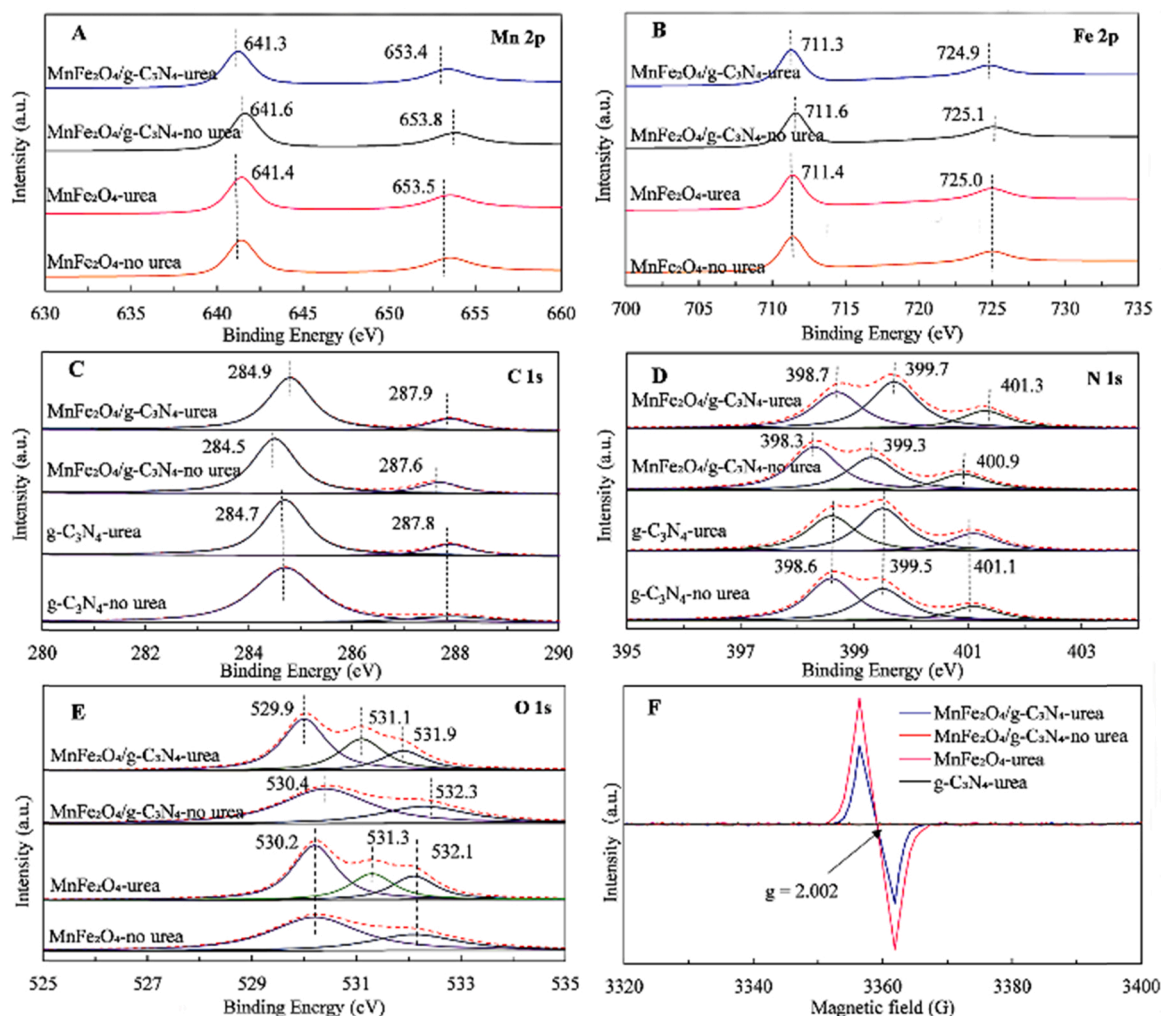 A
Mn 2p
641.3
653.4
MnFe₂O₄/g-C₃N₄-urea
641.6
653.8
MnFe₂O₄/g-C₃N₄-no urea
641.4
653.5
MnFe₂O₄-urea
MnFe₂O₄-no urea
Intensity (a.u.)
630 635 640 645 650 655 660
Binding Energy (eV)
B
Fe 2p
711.3
724.9
MnFe₂O₄/g-C₃N₄-urea
711.6
725.1
MnFe₂O₄/g-C₃N₄-no urea
711.4
725.0
MnFe₂O₄-urea
MnFe₂O₄-no urea
Intensity (a.u.)
700 705 710 715 720 725 730 735
Binding Energy (eV)
C
C 1s
284.9
287.9
MnFe₂O₄/g-C₃N₄-urea
284.5
287.6
MnFe₂O₄/g-C₃N₄-no urea
284.7
287.8
g-C₃N₄-urea
g-C₃N₄-no urea
Intensity (a.u.)
280 282 284 286 288 290
Binding Energy (eV)
D
N 1s
398.7
399.7
401.3
MnFe₂O₄/g-C₃N₄-urea
398.3
399.3
400.9
MnFe₂O₄/g-C₃N₄-no urea
g-C₃N₄-urea
398.6
399.5
401.1
g-C₃N₄-no urea
Intensity (a.u.)
395 397 399 401 403
Binding Energy (eV)
E
O 1s
529.9
531.1
531.9
MnFe₂O₄/g-C₃N₄-urea
530.4
532.3
MnFe₂O₄/g-C₃N₄-no urea
530.2
531.3
532.1
MnFe₂O₄-urea
MnFe₂O₄-no urea
Intensity (a.u.)
525 527 529 531 533 535
Binding Energy (eV)
F
MnFe₂O₄/g-C₃N₄-urea
MnFe₂O₄/g-C₃N₄-no urea
MnFe₂O₄-urea
g-C₃N₄-urea
g = 2.002
Intensity (a.u.)
3320 3340 3360 3380 3400
Magnetic field (G)